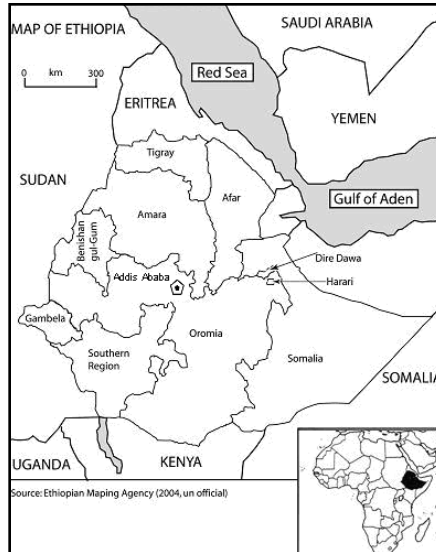 MAP OF ETHIOPIA
SAUDI ARABIA
0 km 300
Red Sea
ERITREA
YEMEN
Tigray
SUDAN
Afar
Gulf of Aden
Amara
Benishan
gul-Gum
Dire Dawa
Addis Ababa
Harari
Gambela
Oromia
Southern
Region
Somalia
SOMALIA
UGANDA
KENYA
Source: Ethiopian Maping Agency (2004, un official)